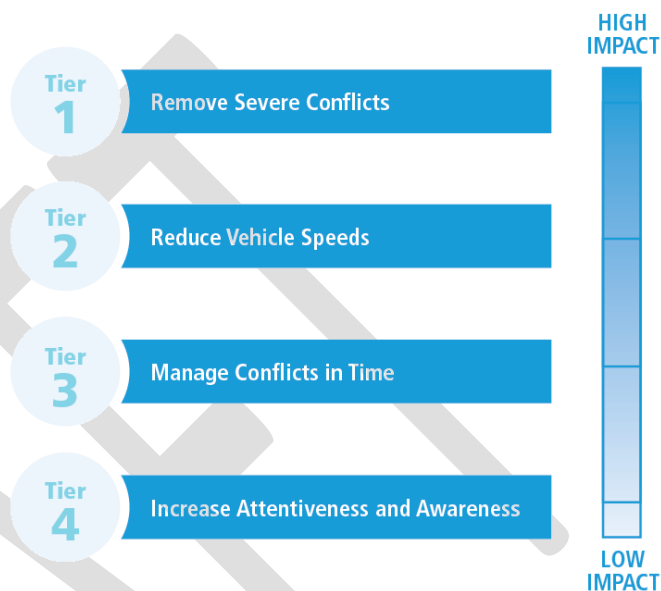 HIGH
IMPACT
Tier
1
Remove Severe Conflicts
Tier
2
Reduce Vehicle Speeds
Tier
3
Manage Conflicts in Time
Tier
4
Increase Attentiveness and Awareness
LOW
IMPACT